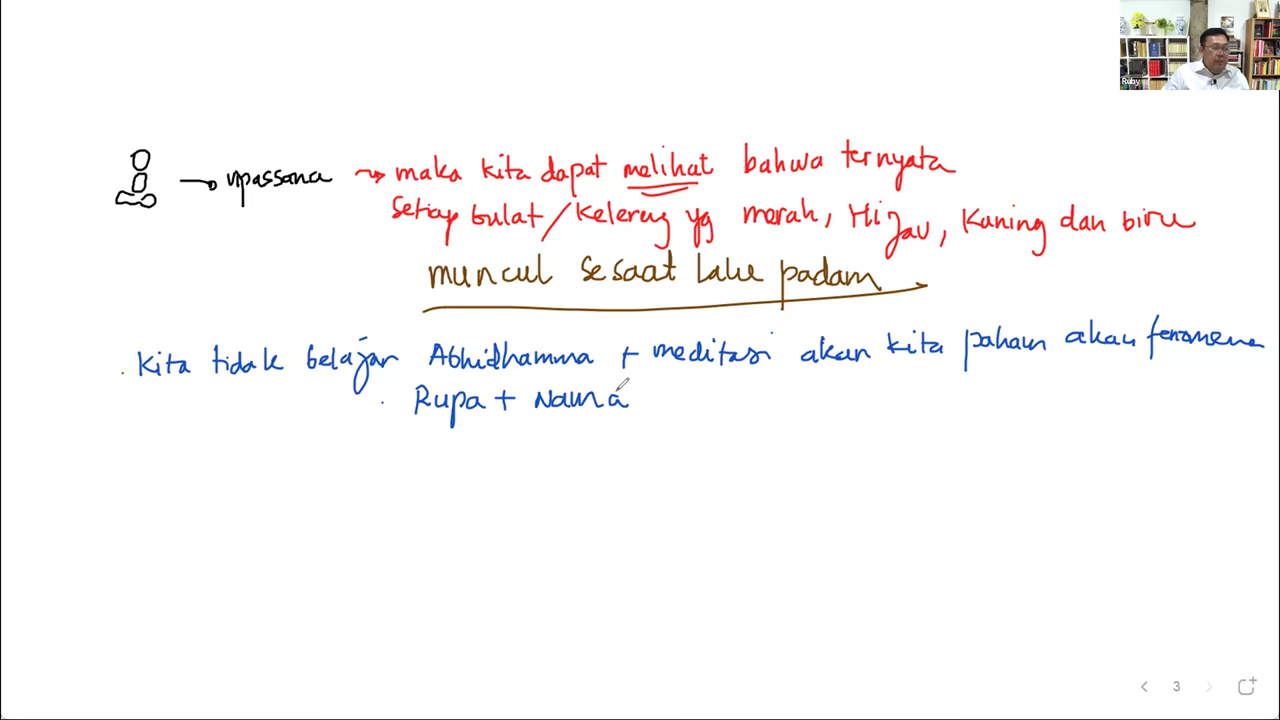 Ruby
vipassana
maka kita dapat melihat bahwa ternyata
setiap bulat/Kelereng yg merah, Hijau, Kuning dan biru
muncul sesaat lalu padam
Kita tidak belajar Abhidhamma + meditasi akan kita paham akan fenomena
Rupa + Nama
3